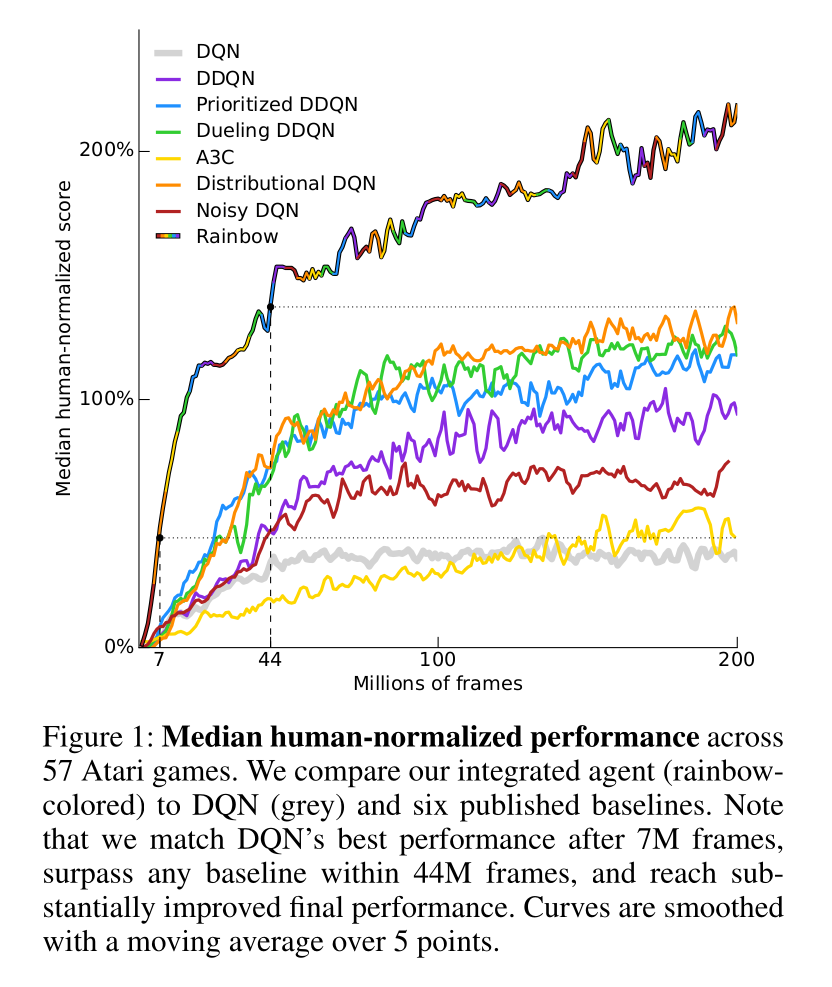 DQN
DDQN
Prioritized DDQN
Dueling DDQN
A3C
Distributional DQN
Noisy DQN
Rainbow
Median human-normalized score
200%
100%
0%
7
44
100
200
Millions of frames
Figure 1: Median human-normalized performance across
57 Atari games. We compare our integrated agent (rainbow-
colored) to DQN (grey) and six published baselines. Note
that we match DQN's best performance after 7M frames,
surpass any baseline within 44M frames, and reach sub-
stantially improved final performance. Curves are smoothed
with a moving average over 5 points.